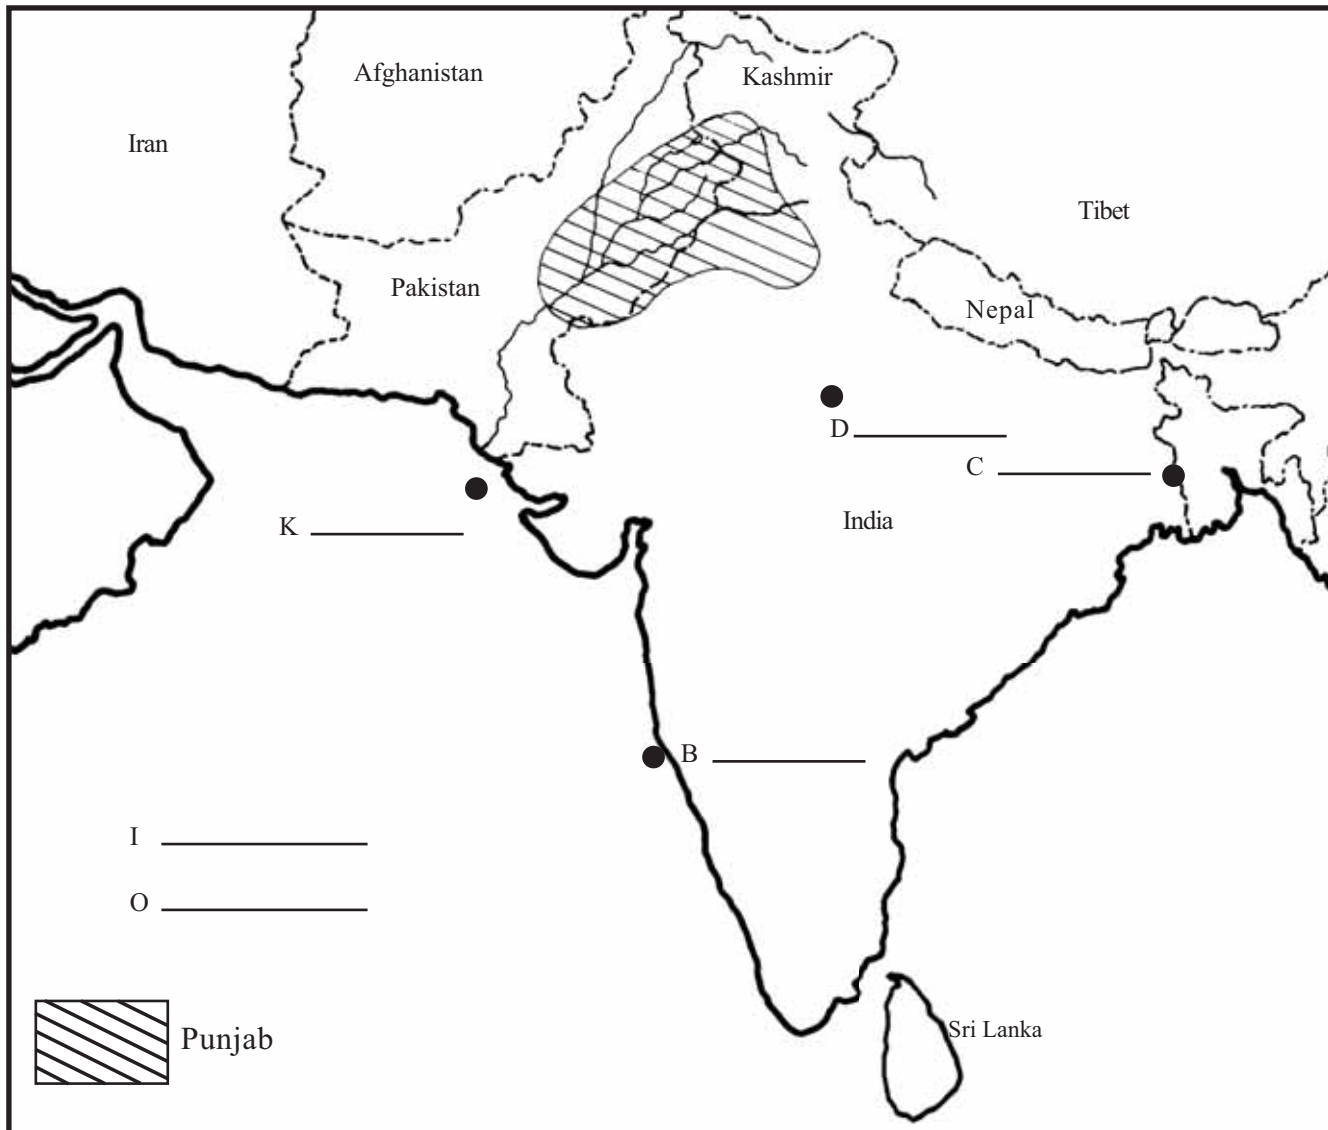 Afghanistan
Kashmir
Iran
Tibet
Pakistan
Nepal
D
C
India
K
B
I
O
Sri Lanka
Punjab